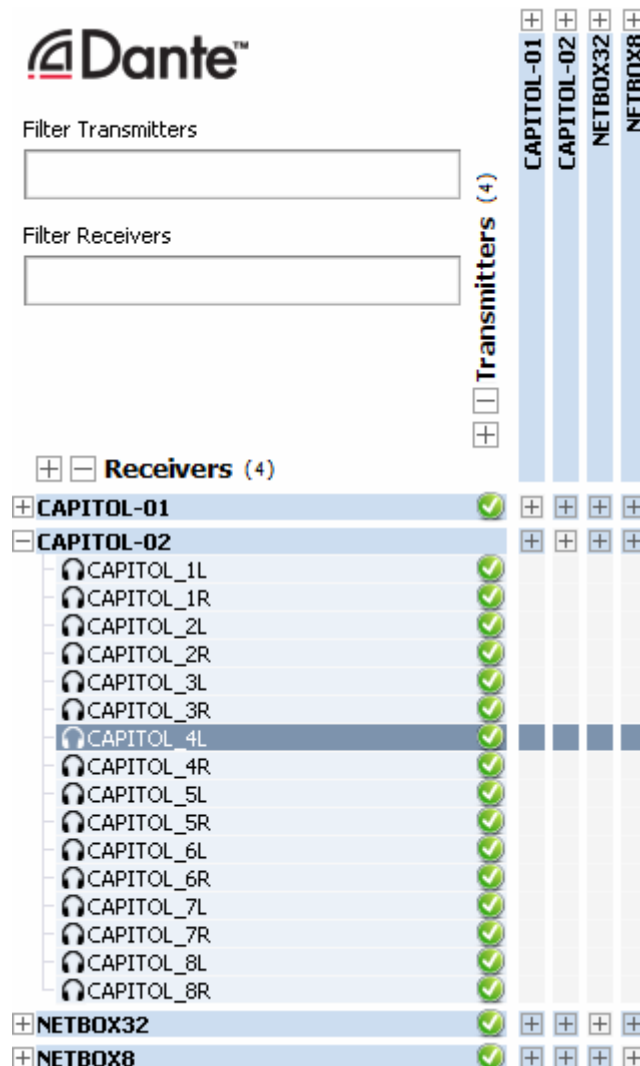 Dante™
CAPITOL-01
CAPITOL-02
NETBOX32
NETBOX8
Filter Transmitters
Filter Receivers
Transmitters (4)
Receivers (4)
CAPITOL-01
CAPITOL-02
CAPITOL_1L
CAPITOL_1R
CAPITOL_2L
CAPITOL_2R
CAPITOL_3L
CAPITOL_3R
CAPITOL_4L
CAPITOL_4R
CAPITOL_5L
CAPITOL_5R
CAPITOL_6L
CAPITOL_6R
CAPITOL_7L
CAPITOL_7R
CAPITOL_8L
CAPITOL_8R
NETBOX32
NETBOX8